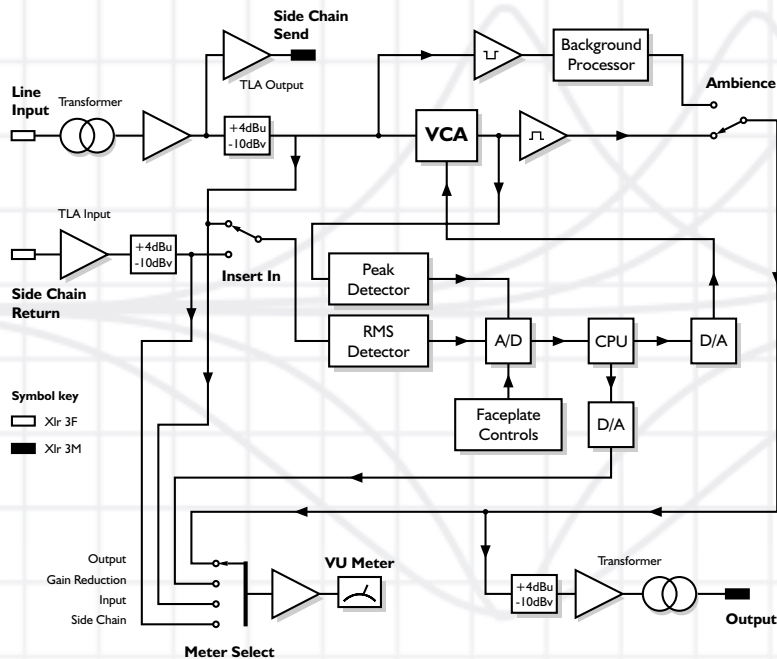 Side Chain
Send
TLA Output
Background
Processor
Ambience
Line
Input
Transformer
+4dBu
-10dBv
VCA
TLA Input
+4dBu
-10dBv
Insert In
Side Chain
Return
Peak
Detector
RMS
Detector
A/D
CPU
D/A
Faceplate
Controls
D/A
Symbol key
Xlr 3F
Xlr 3M
Output
Gain Reduction
Input
Side Chain
Meter Select
VU Meter
+4dBu
-10dBv
Transformer
Output